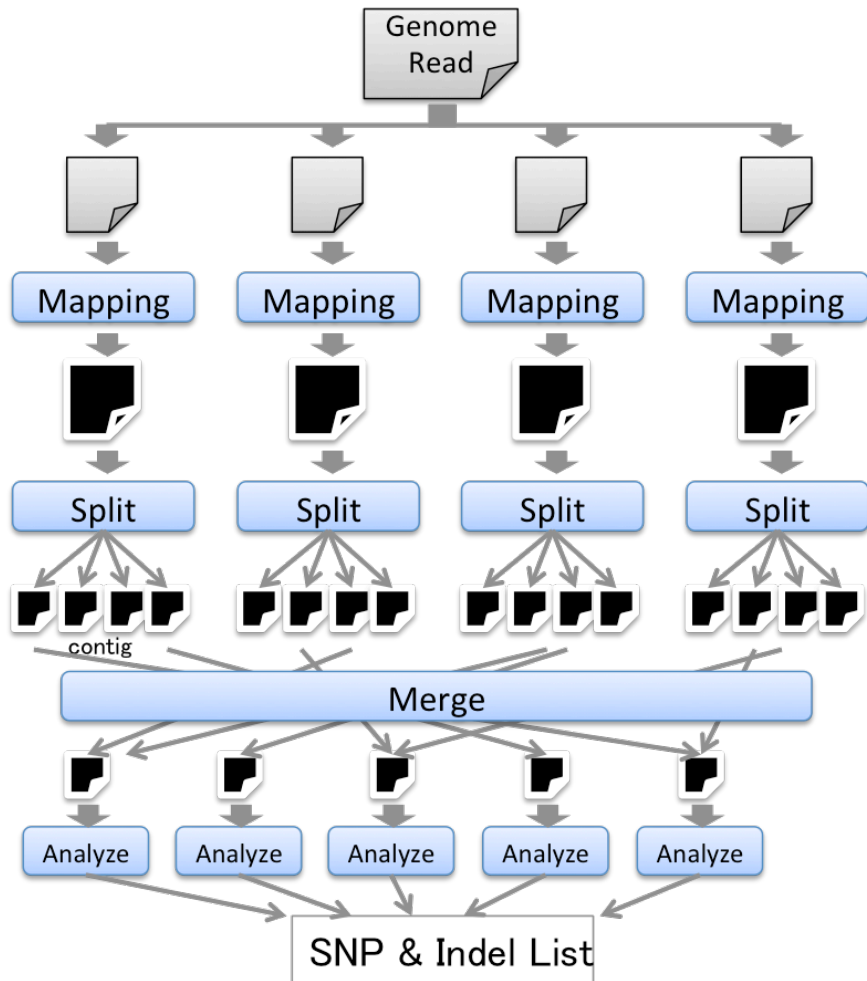 Genome
Read
Mapping
Mapping
Mapping
Mapping
Split
Split
Split
Split
contig
Merge
Analyze
Analyze
Analyze
Analyze
Analyze
SNP & Indel List